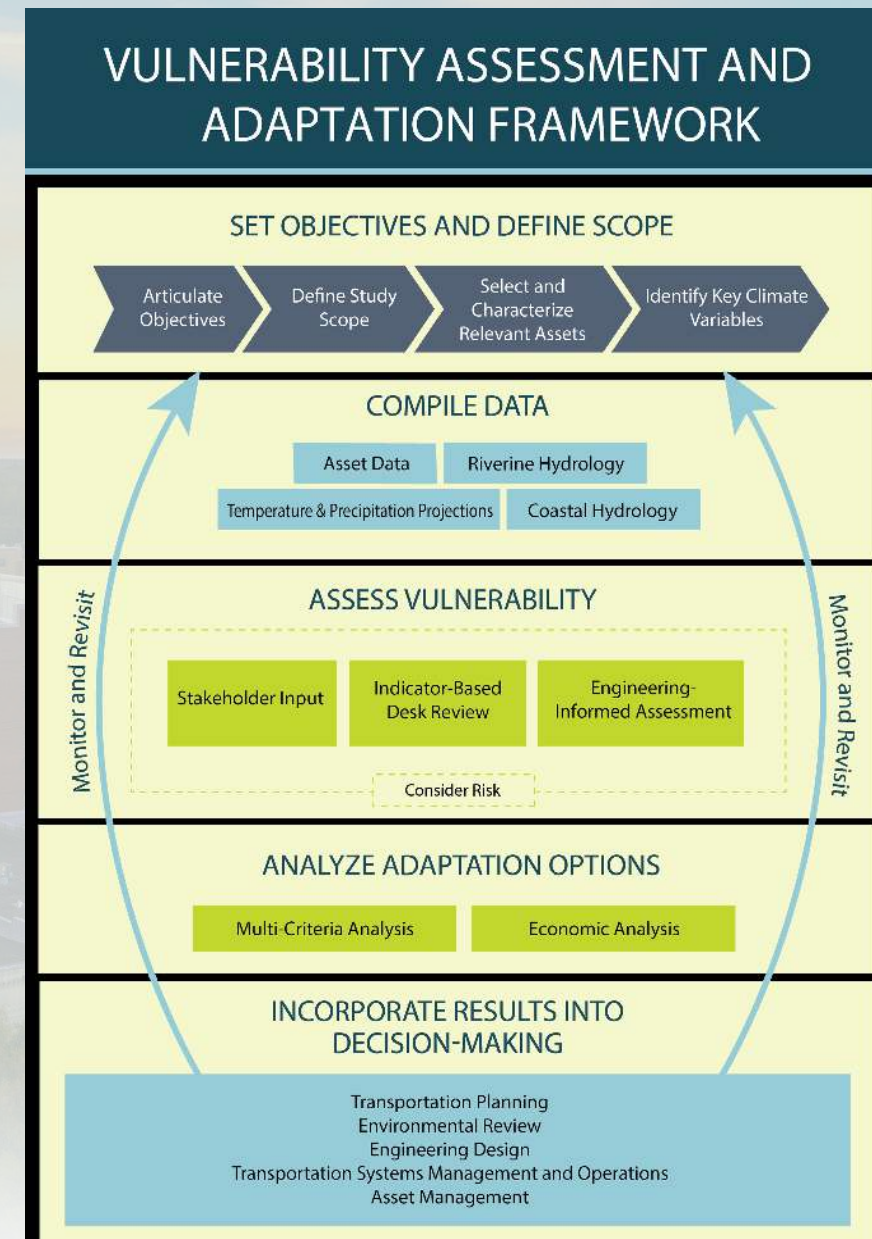 VULNERABILITY ASSESSMENT AND
ADAPTATION FRAMEWORK
SET OBJECTIVES AND DEFINE SCOPE
Articulate
Objectives
Define Study
Scope
Select and
Characterize
Relevant Assets
Identify Key Climate
Variables
COMPILE DATA
Asset Data
Riverine Hydrology
Temperature & Precipitation Projections
Coastal Hydrology
ASSESS VULNERABILITY
Stakeholder Input
Indicator-Based
Desk Review
Engineering-
Informed Assessment
Consider Risk
Monitor and Revisit
Monitor and Revisit
ANALYZE ADAPTATION OPTIONS
Multi-Criteria Analysis
Economic Analysis
INCORPORATE RESULTS INTO
DECISION-MAKING
Transportation Planning
Environmental Review
Engineering Design
Transportation Systems Management and Operations
Asset Management